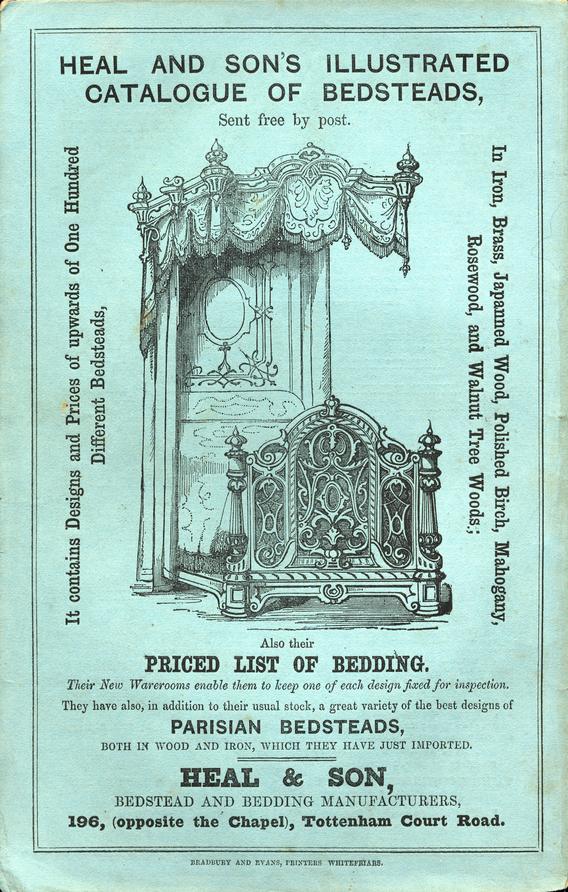 HEAL AND SON'S ILLUSTRATED
CATALOGUE OF BEDSTEADS,
Sent free by post.
It contains Designs and Prices of upwards of One Hundred
Different Bedsteads,
In Iron, Brass, Japanned Wood, Polished Birch, Mahogany,
Rosewood, and Walnut Tree Woods.;
Also their
PRICED LIST OF BEDDING.
Their New Warerooms enable them to keep one of each design fixed for inspection.
They have also, in addition to their usual stock, a great variety of the best designs of
PARISIAN BEDSTEADS,
BOTH IN WOOD AND IRON, WHICH THEY HAVE JUST IMPORTED.
HEAL & SON,
BEDSTEAD AND BEDDING MANUFACTURERS,
196, (opposite the Chapel), Tottenham Court Road.
BRADBURY AND EVANS, PRINTERS WHITEFRIARS.